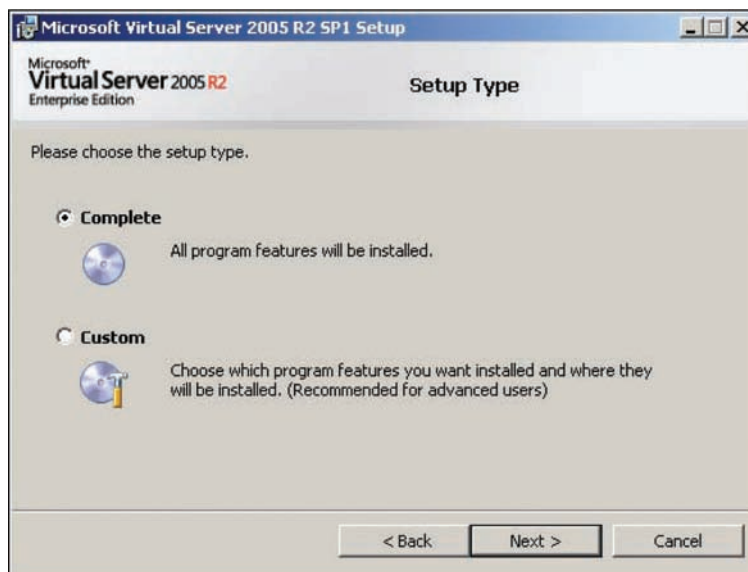 Microsoft Virtual Server 2005 R2 SP1 Setup
Microsoft
Virtual Server 2005 R2
Enterprise Edition
Setup Type
Please choose the setup type.
Complete
All program features will be installed.
Custom
Choose which program features you want installed and where they
will be installed. (Recommended for advanced users)
< Back
Next >
Cancel